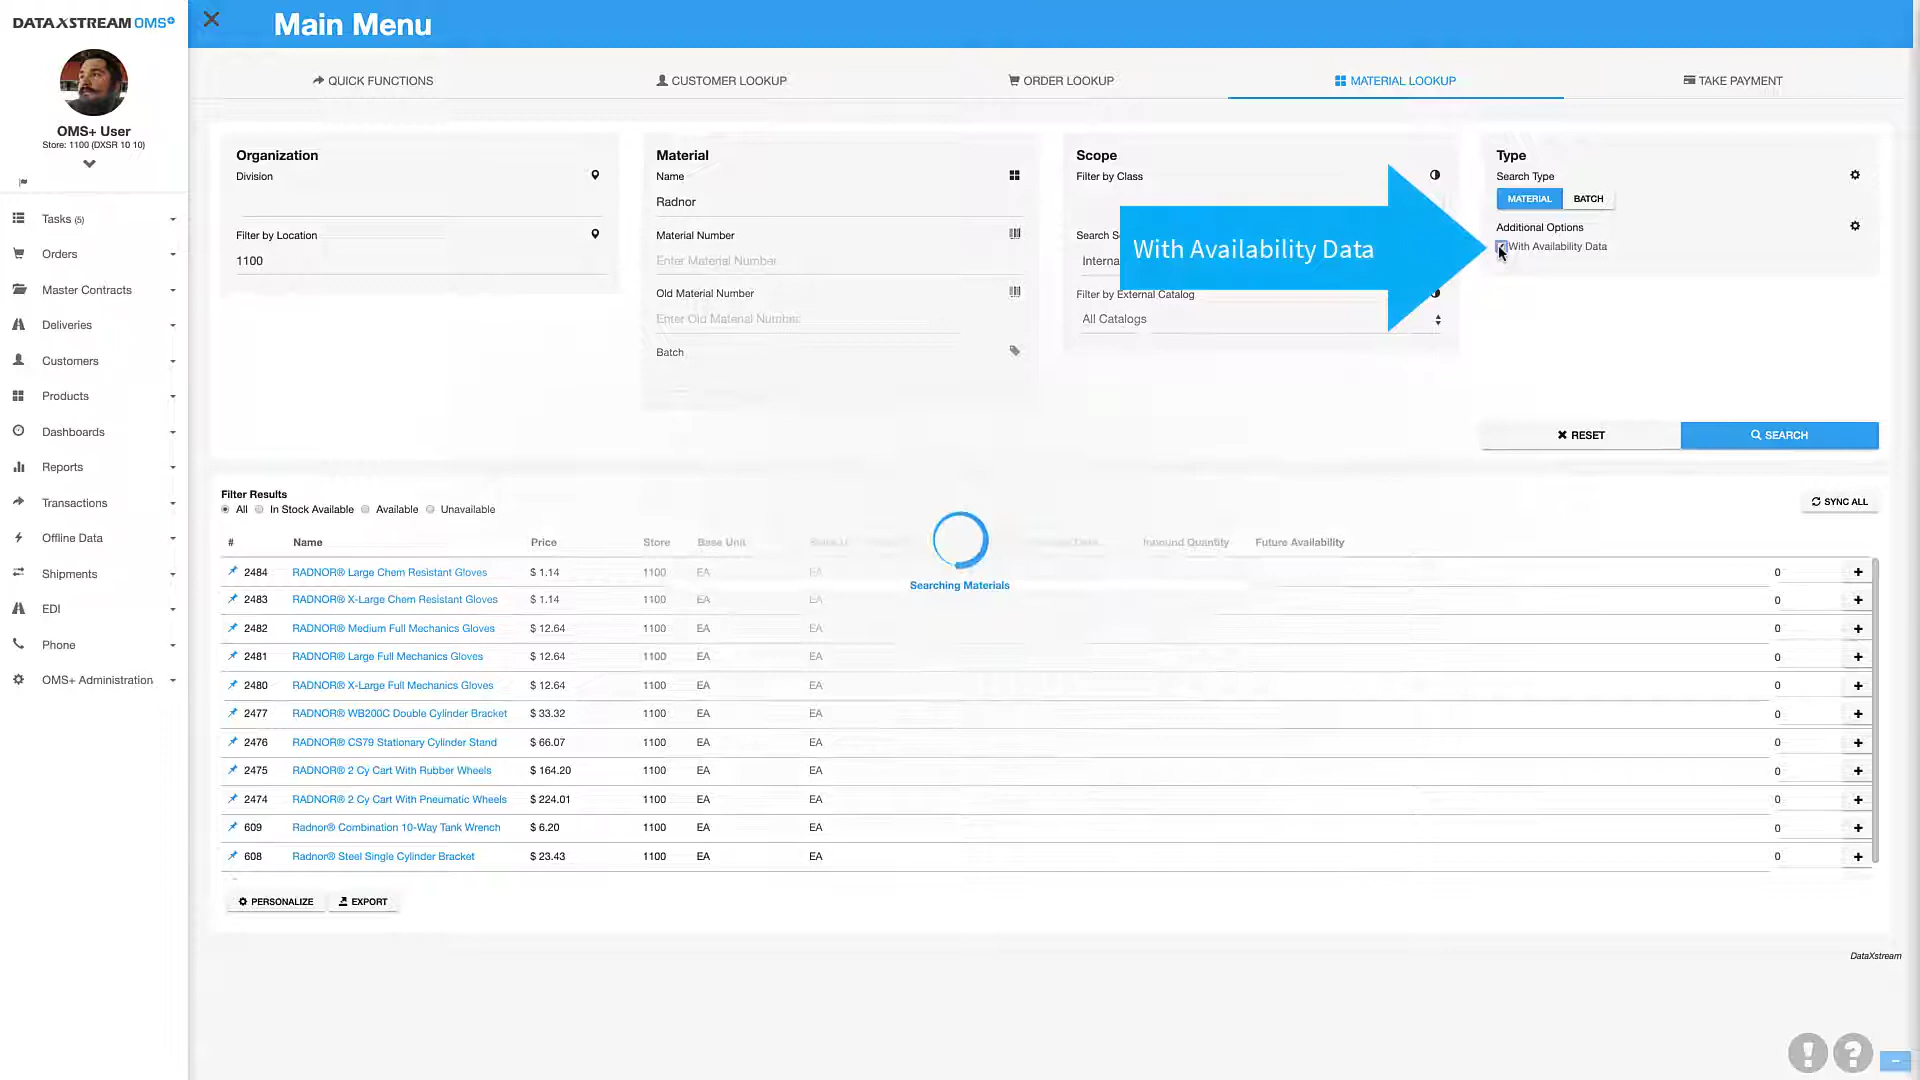 DATAXSTREAM OMS+
Main Menu
OMS+ User
Store: 1100 (DXSR 10 10)
Tasks (5)
Orders
Master Contracts
Deliveries
Customers
Products
Dashboards
Reports
Transactions
Offline Data
Shipments
EDI
Phone
OMS+ Administration
QUICK FUNCTIONS
CUSTOMER LOOKUP
ORDER LOOKUP
MATERIAL LOOKUP
TAKE PAYMENT
Organization
Division
Filter by Location
1100
Material
Name
Radnor
Material Number
Enter Material Number
Old Material Number
Enter Old Material Number
Batch
Scope
Filter by Class
Search S
Interna
Filter by External Catalog
All Catalogs
With Availability Data
Type
Search Type
MATERIAL BATCH
Additional Options
With Availability Data
RESET SEARCH
Filter Results
All In Stock Available Available Unavailable
SYNC ALL
# Name Price Store Base Unit Inbound Quantity Future Availability
2484 RADNOR® Large Chem Resistant Gloves $ 1.14 1100 EA EA 0 +
2483 RADNOR® X-Large Chem Resistant Gloves $ 1.14 1100 EA EA 0 +
2482 RADNOR® Medium Full Mechanics Gloves $ 12.64 1100 EA EA 0 +
2481 RADNOR® Large Full Mechanics Gloves $ 12.64 1100 EA EA 0 +
2480 RADNOR® X-Large Full Mechanics Gloves $ 12.64 1100 EA EA 0 +
2477 RADNOR® WB200C Double Cylinder Bracket $ 33.32 1100 EA EA 0 +
2476 RADNOR® CS79 Stationary Cylinder Stand $ 66.07 1100 EA EA 0 +
2475 RADNOR® 2 Cy Cart With Rubber Wheels $ 164.20 1100 EA EA 0 +
2474 RADNOR® 2 Cy Cart With Pneumatic Wheels $ 224.01 1100 EA EA 0 +
609 Radnor® Combination 10-Way Tank Wrench $ 6.20 1100 EA EA 0 +
608 Radnor® Steel Single Cylinder Bracket $ 23.43 1100 EA EA 0 +
Searching Materials
PERSONALIZE EXPORT
DataXstream